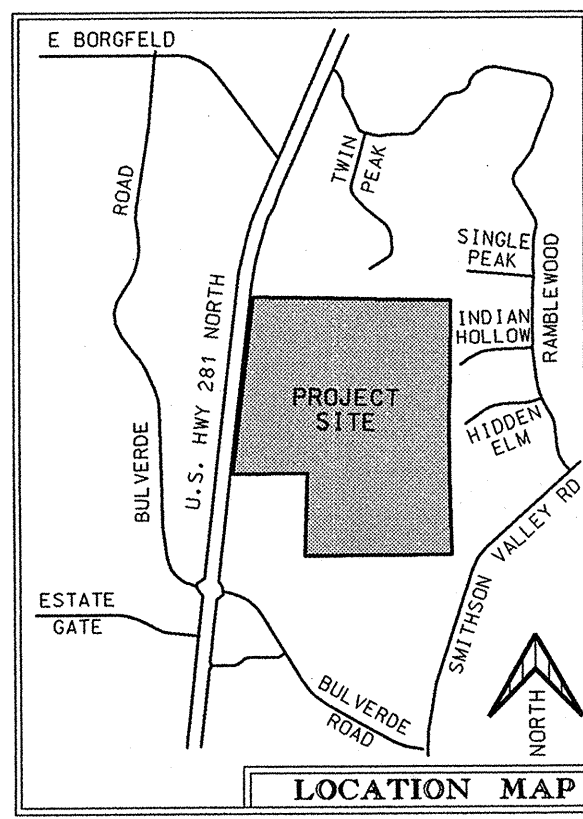 E BORGFELD
ROAD
TWIN
PEAK
SINGLE
PEAK
RAMBLEWOOD
INDIAN
HOLLOW
U.S. HWY 281 NORTH
PROJECT
SITE
HIDDEN
ELM
BULVERDE
SMITHSON VALLEY RD
ESTATE
GATE
BULVERDE
ROAD
NORTH
LOCATION MAP